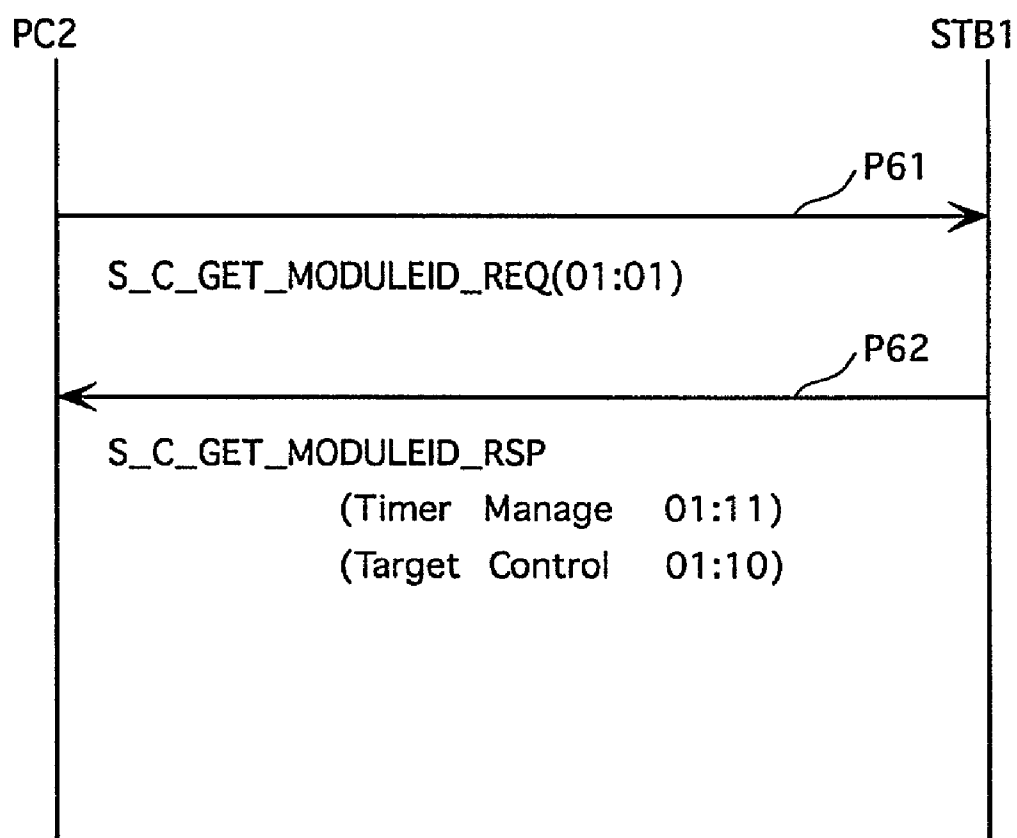 PC2 STB1
P61
S_C_GET_MODULEID_REQ(01:01)
P62
S_C_GET_MODULEID_RSP
(Timer Manage 01:11)
(Target Control 01:10)